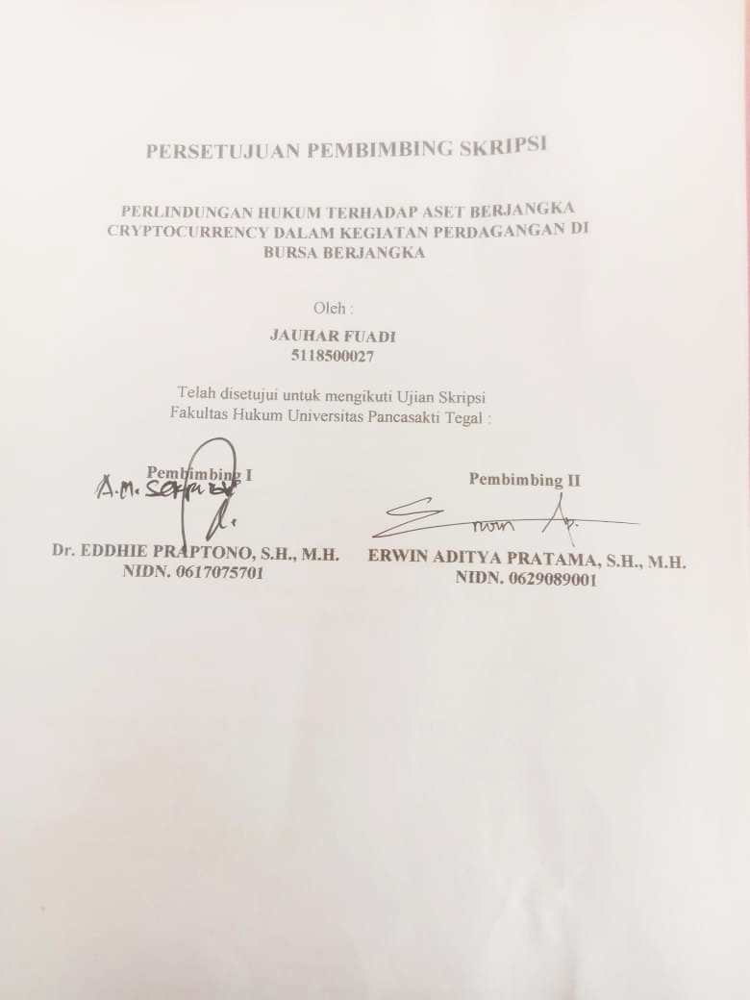 PERSETUJUAN PEMBIMBING SKRIPSI
PERLINDUNGAN HUKUM TERHADAP ASET BERJANGKA
CRYPTOCURRENCY DALAM KEGIATAN PERDAGANGAN DI
BURSA BERJANGKA
Oleh :
JAUHAR FUADI
5118500027
Telah disetujui untuk mengikuti Ujian Skripsi
Fakultas Hukum Universitas Pancasakti Tegal :
Pembimbing I
A.M.
Dr. EDDHIE PRAPTONO, S.H., M.H.
NIDN. 0617075701
Pembimbing II
ERWIN ADITYA PRATAMA, S.H., M.H.
NIDN. 0629089001